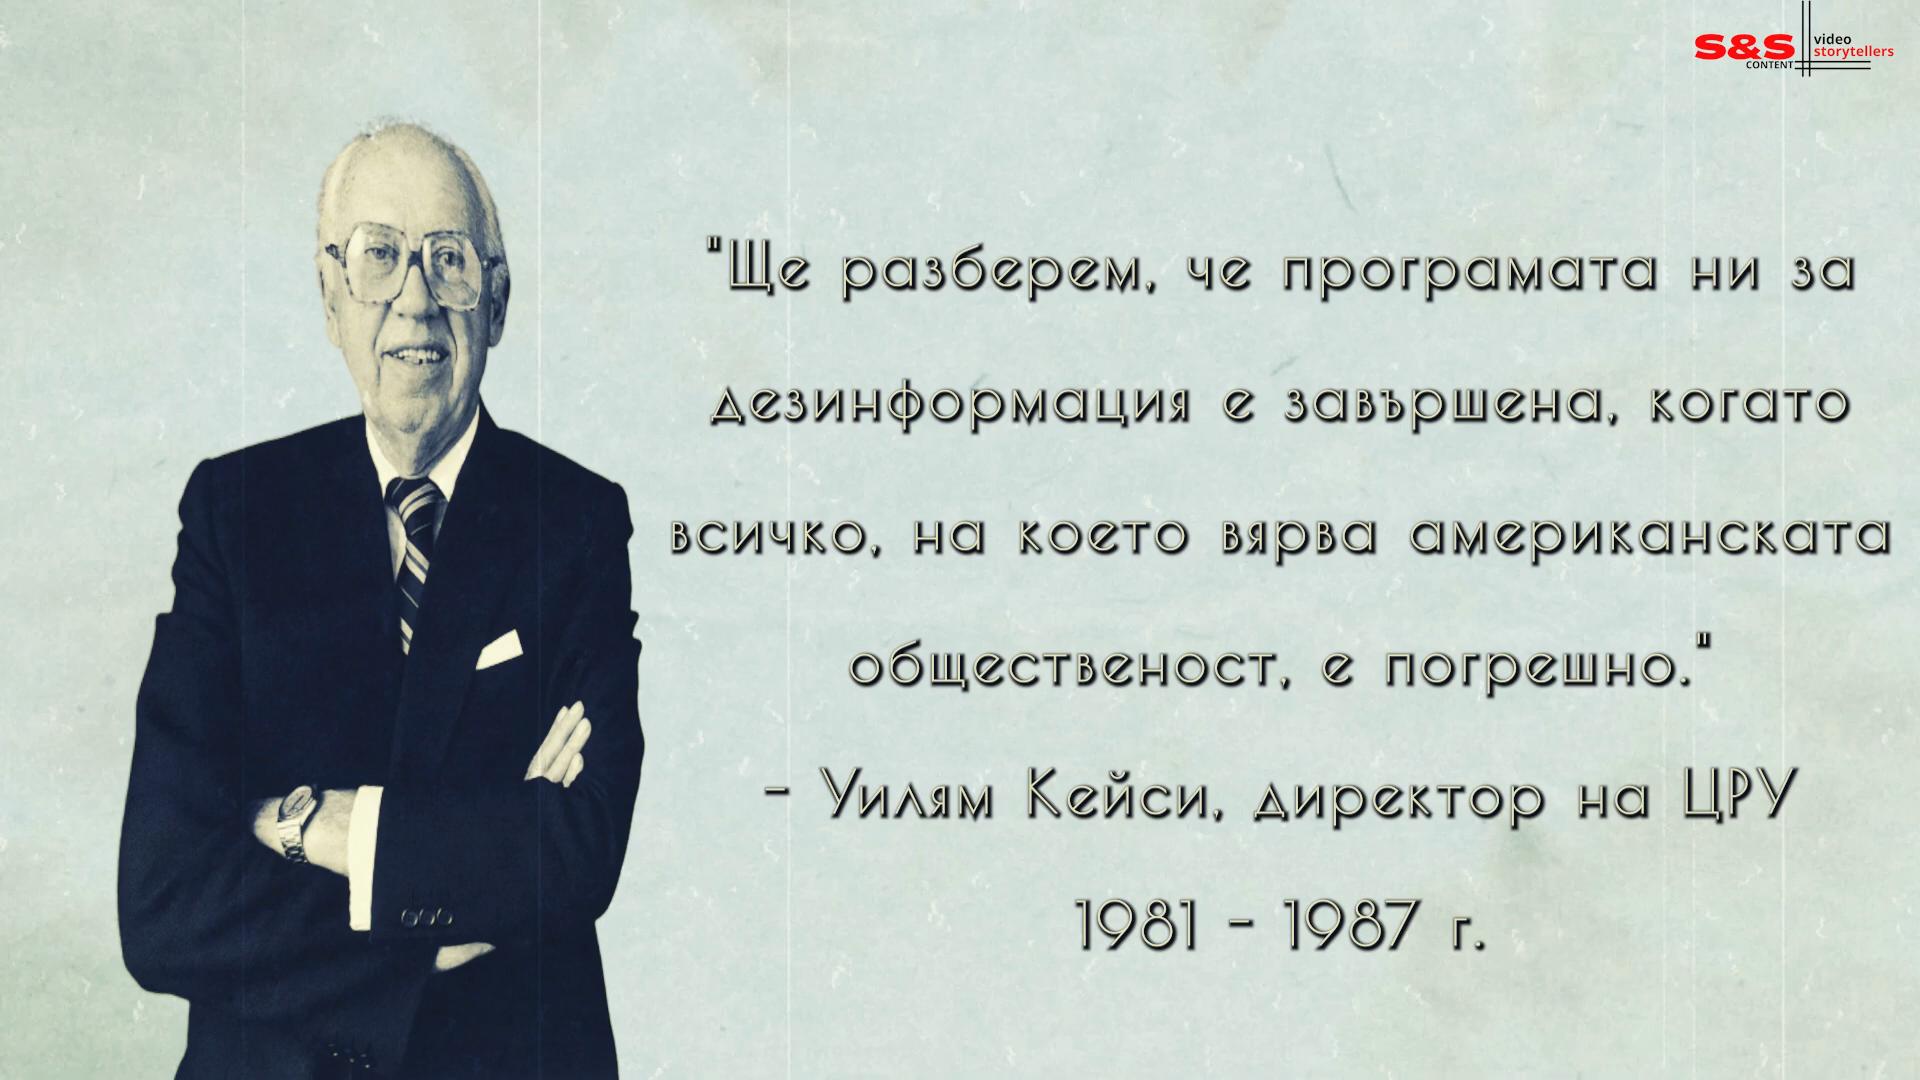 S&S CONTENT video storytellers
"Ще разберем, че програмата ни за
дезинформация е завършена, когато
всичко, на което вярва американската
общественост, е погрешно."
- Уилям Кейси, директор на ЦРУ
1981 - 1987 г.